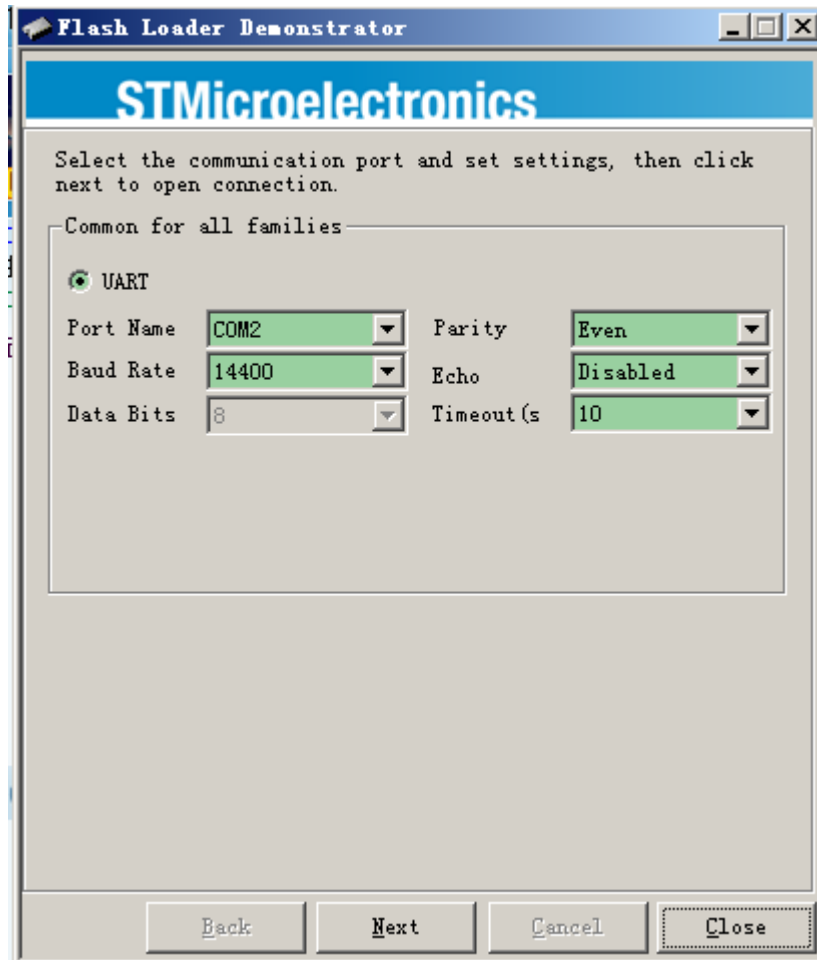 Flash Loader Demonstrator
STMicroelectronics
Select the communication port and set settings, then click
next to open connection.
Common for all families
UART
Port Name COM2 Parity Even
Baud Rate 14400 Echo Disabled
Data Bits 8 Timeout(s 10
Back Next Cancel Close